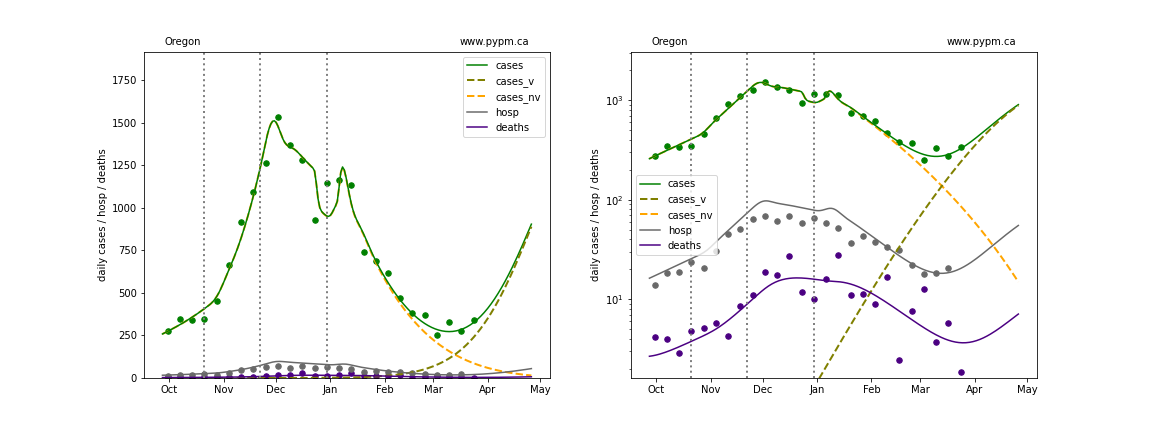 Oregon www.pypm.ca
daily cases / hosp / deaths
1750
1500
1250
1000
750
500
250
0
cases
cases_v
cases_nv
hosp
deaths
Oct Nov Dec Jan Feb Mar Apr May
Oregon www.pypm.ca
daily cases / hosp / deaths
10³
10²
10¹
cases
cases_v
cases_nv
hosp
deaths
Oct Nov Dec Jan Feb Mar Apr May